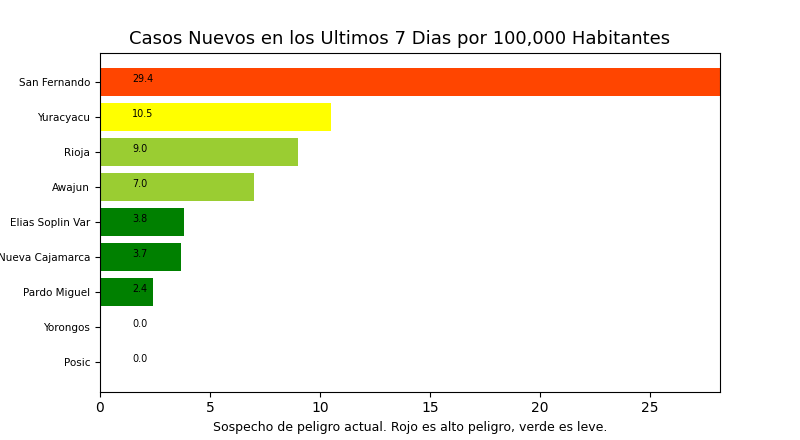 Casos Nuevos en los Ultimos 7 Dias por 100,000 Habitantes
San Fernando 29.4
Yuracyacu 10.5
Rioja 9.0
Awajun 7.0
Elias Soplin Var 3.8
Nueva Cajamarca 3.7
Pardo Miguel 2.4
Yorongos 0.0
Posic 0.0
0 5 10 15 20 25
Sospecho de peligro actual. Rojo es alto peligro, verde es leve.